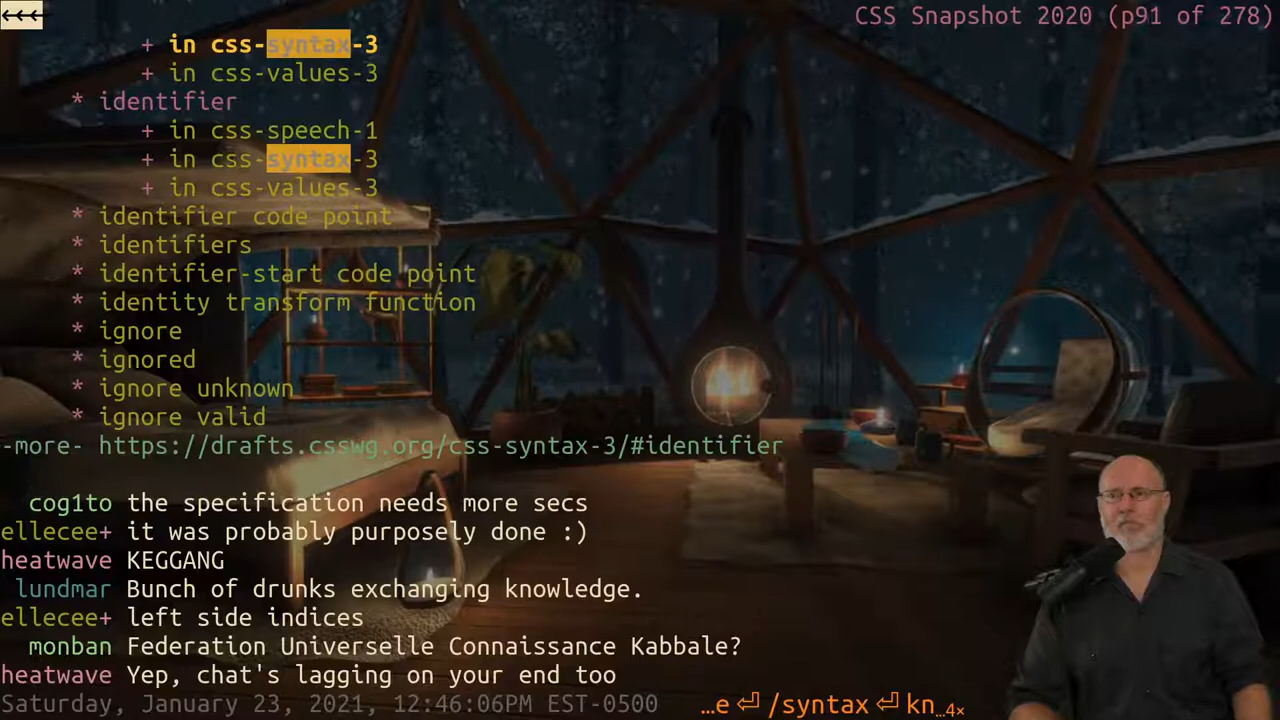 ←←← CSS Snapshot 2020 (p91 of 278)
+ in css-syntax-3
+ in css-values-3
* identifier
+ in css-speech-1
+ in css-syntax-3
+ in css-values-3
* identifier code point
* identifiers
* identifier-start code point
* identity transform function
* ignore
* ignored
* ignore unknown
* ignore valid
-more- https://drafts.csswg.org/css-syntax-3/#identifier
cog1to the specification needs more secs
ellecee+ it was probably purposely done :)
heatwave KEGGANG
lundmar Bunch of drunks exchanging knowledge.
ellecee+ left side indices
monban Federation Universelle Connaissance Kabbale?
heatwave Yep, chat's lagging on your end too
Saturday, January 23, 2021, 12:46:06PM EST-0500 …e ⏎ /syntax ⏎ kn…4×